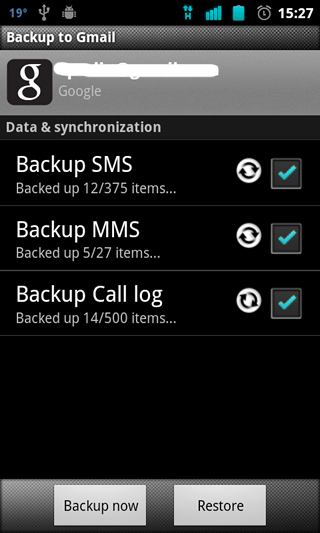 19°
H
15:27
Backup to Gmail
g
Google
Data & synchronization
Backup SMS
Backed up 12/375 items...
Backup MMS
Backed up 5/27 items...
Backup Call log
Backed up 14/500 items...
Backup now
Restore